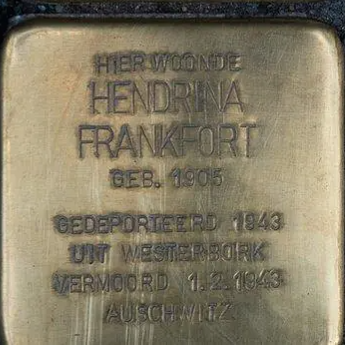 HIER WOONDE
HENDRINA
FRANKFORT
GEB. 1905
GEDEPORTEERD 1943
UIT WESTERBORK
VERMOORD 1.2.1943
AUSCHWITZ